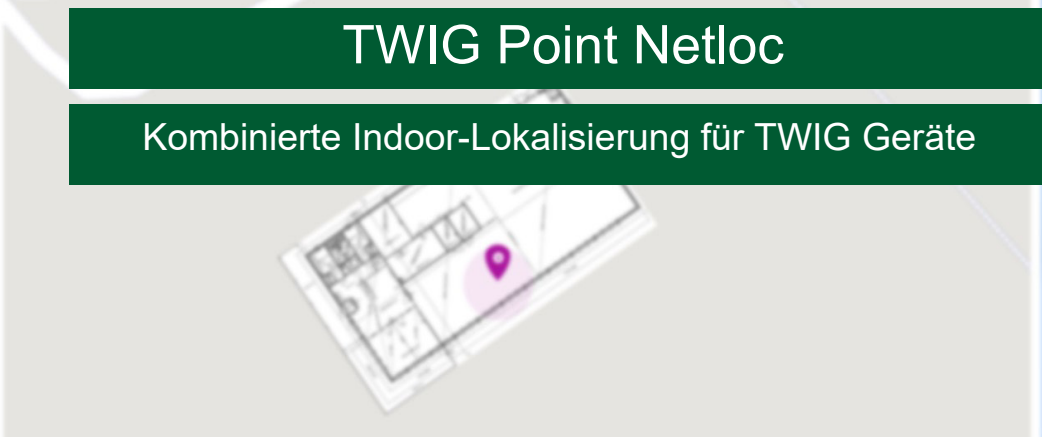 TWIG Point Netloc
Kombinierte Indoor-Lokalisierung für TWIG Geräte